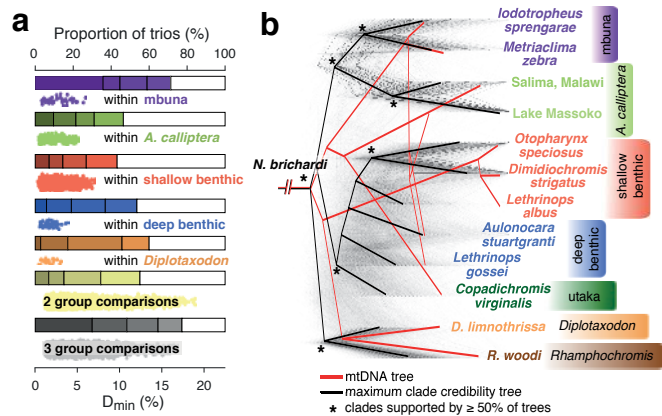 a
Proportion of trios (%)
0 20 40 60 80 100
within mbuna
within A. calliptera
within shallow benthic
within deep benthic
within Diplotaxodon
2 group comparisons
3 group comparisons
0 5 10 15 20
Dmin (%)
b
Iodotropheus
sprengerae
Metriaclima
zebra
mbuna
Salima, Malawi
Lake Massoko
A. calliptera
Otopharynx
speciosus
Dimidiochromis
strigatus
Lethrinops
albus
shallow
benthic
N. brichardi
Aulonocara
stuartgranti
Lethrinops
gossei
deep
benthic
Copadichromis
virginalis
utaka
D. limnothrissa
Diplotaxodon
R. woodi
Rhamphochromis
* * * * * * *
mtDNA tree
maximum clade credibility tree
* clades supported by ≥ 50% of trees